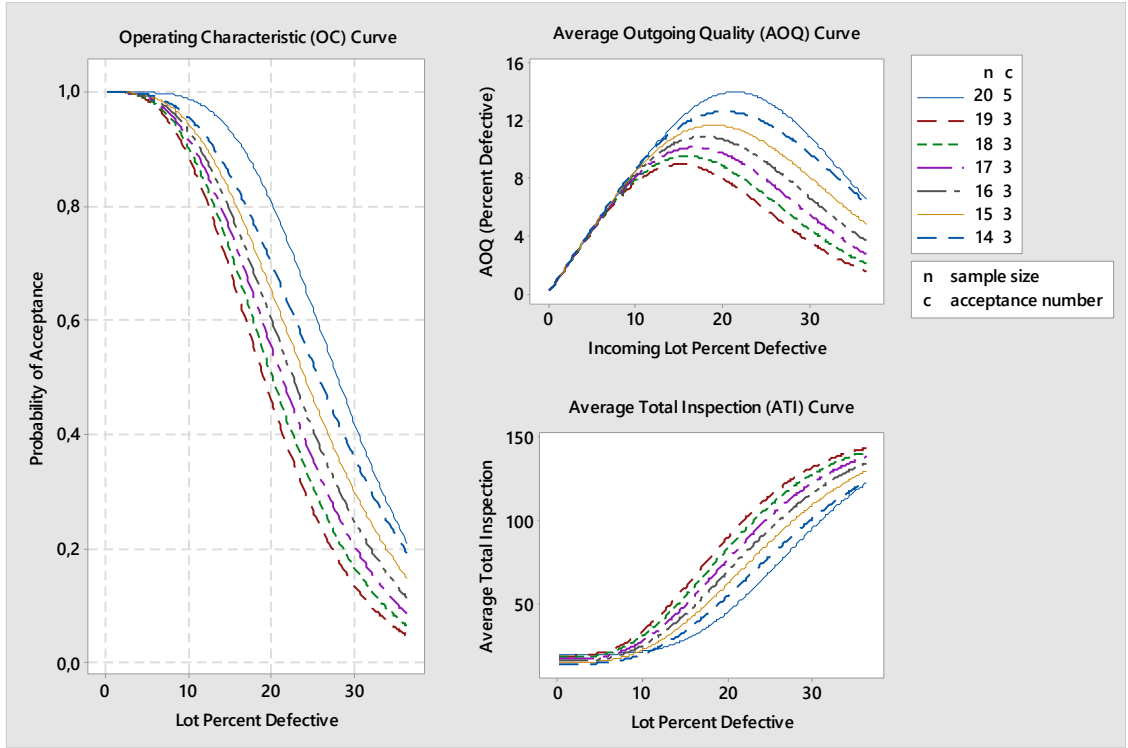 Operating Characteristic (OC) Curve
1,0
0,8
0,6
0,4
0,2
0,0
Probability of Acceptance
0 10 20 30
Lot Percent Defective
Average Outgoing Quality (AOQ) Curve
16
12
8
4
0
AOQ (Percent Defective)
0 10 20 30
Incoming Lot Percent Defective
Average Total Inspection (ATI) Curve
150
100
50
Average Total Inspection
0 10 20 30
Lot Percent Defective
n c
20 5
19 3
18 3
17 3
16 3
15 3
14 3
n sample size
c acceptance number